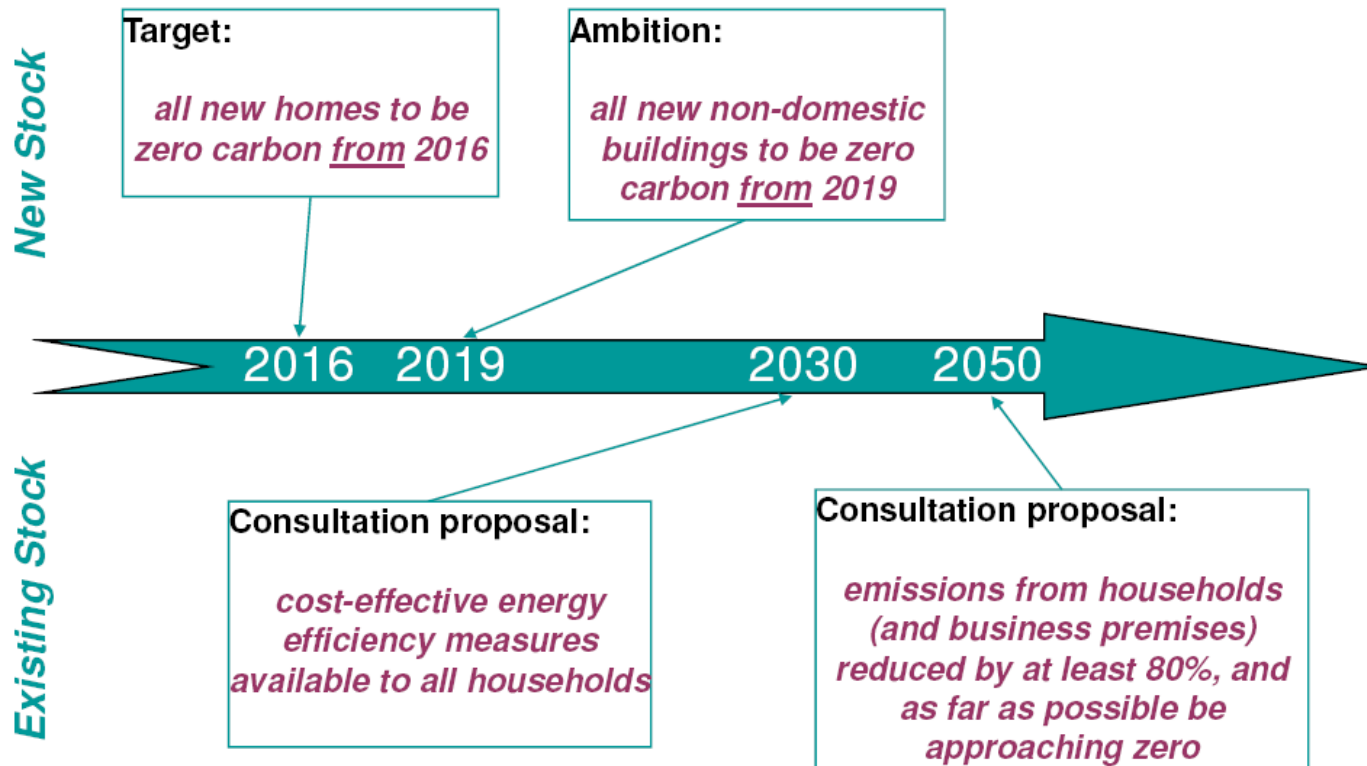 New Stock
Target:
all new homes to be
zero carbon from 2016
Ambition:
all new non-domestic
buildings to be zero
carbon from 2019
2016 2019 2030 2050
Existing Stock
Consultation proposal:
cost-effective energy
efficiency measures
available to all households
Consultation proposal:
emissions from households
(and business premises)
reduced by at least 80%, and
as far as possible be
approaching zero